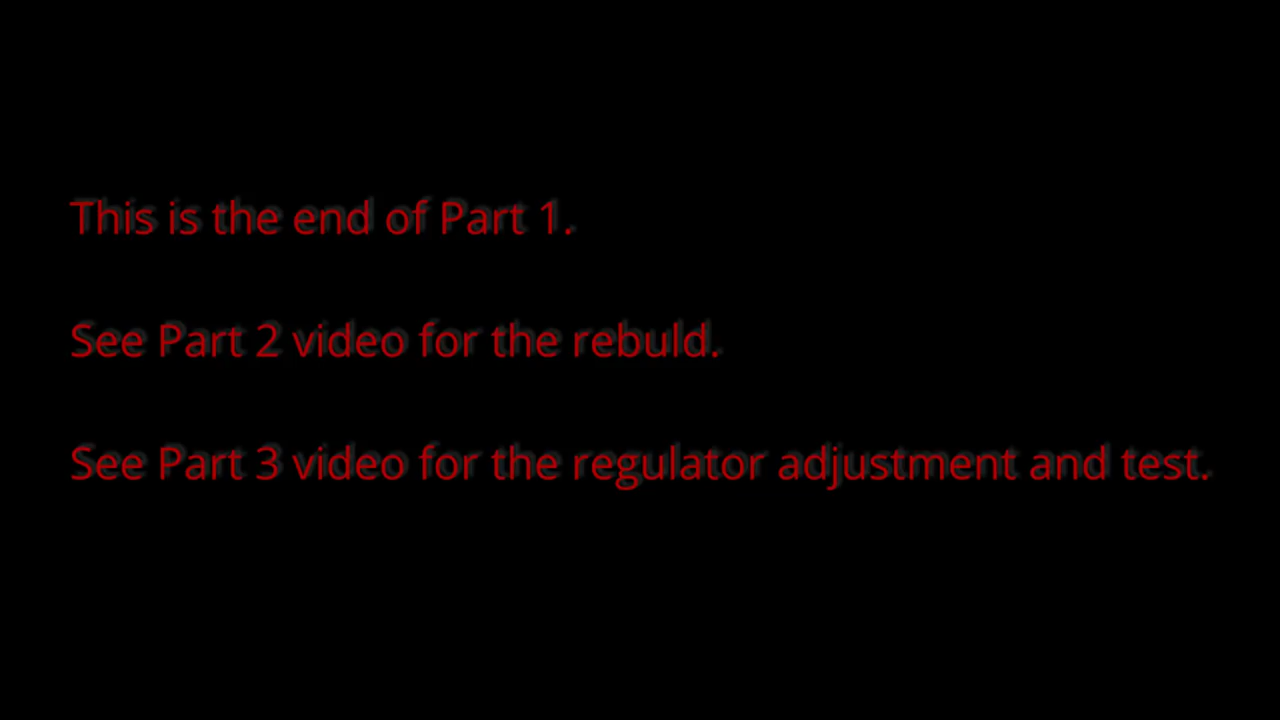 This is the end of Part 1.
See Part 2 video for the rebuld.
See Part 3 video for the regulator adjustment and test.